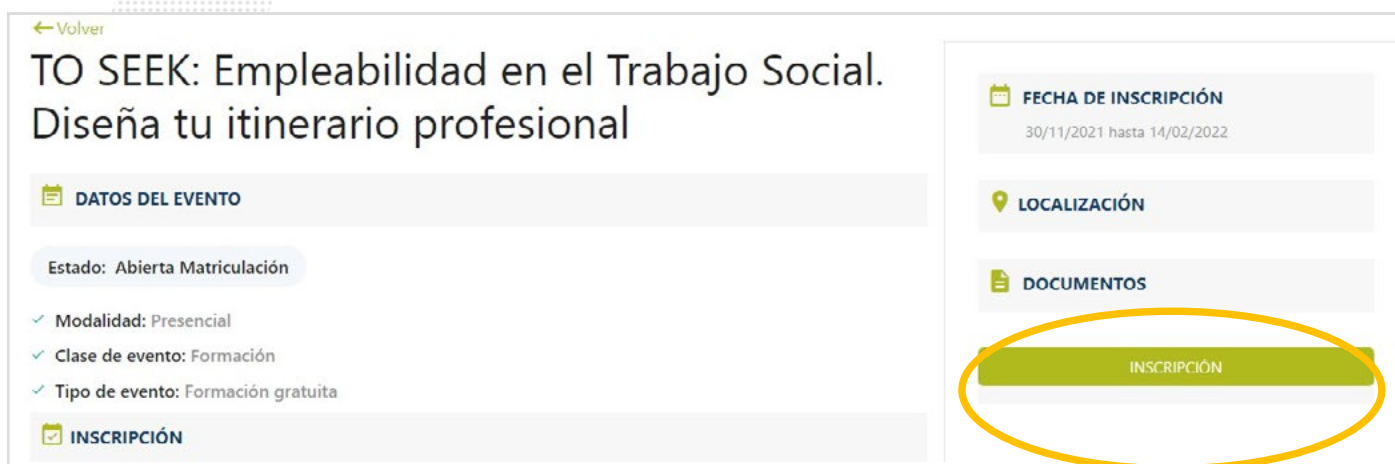 Volver
TO SEEK: Empleabilidad en el Trabajo Social.
Diseña tu itinerario profesional
DATOS DEL EVENTO
Estado: Abierta Matriculación
Modalidad: Presencial
Clase de evento: Formación
Tipo de evento: Formación gratuita
INSCRIPCIÓN
FECHA DE INSCRIPCIÓN
30/11/2021 hasta 14/02/2022
LOCALIZACIÓN
DOCUMENTOS
INSCRIPCIÓN